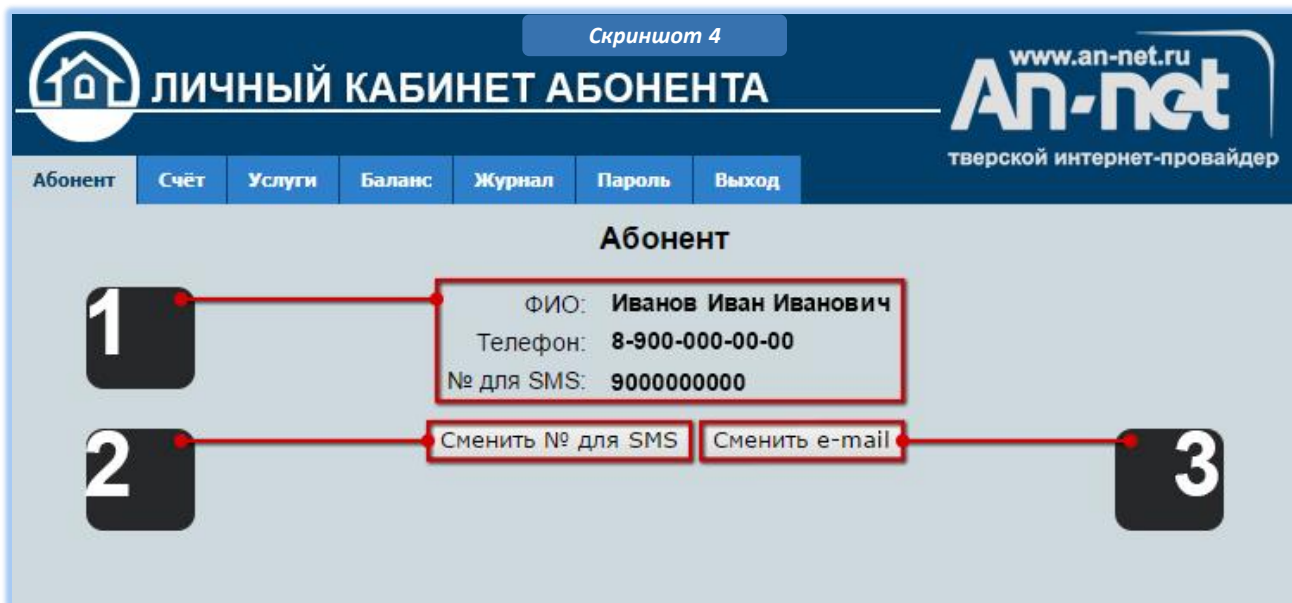 Скриншот 4
ЛИЧНЫЙ КАБИНЕТ АБОНЕНТА
www.an-net.ru
An-net
тверской интернет-провайдер
Абонент Счёт Услуги Баланс Журнал Пароль Выход
Абонент
1
ФИО: Иванов Иван Иванович
Телефон: 8-900-000-00-00
№ для SMS: 9000000000
2
Сменить № для SMS Сменить e-mail
3